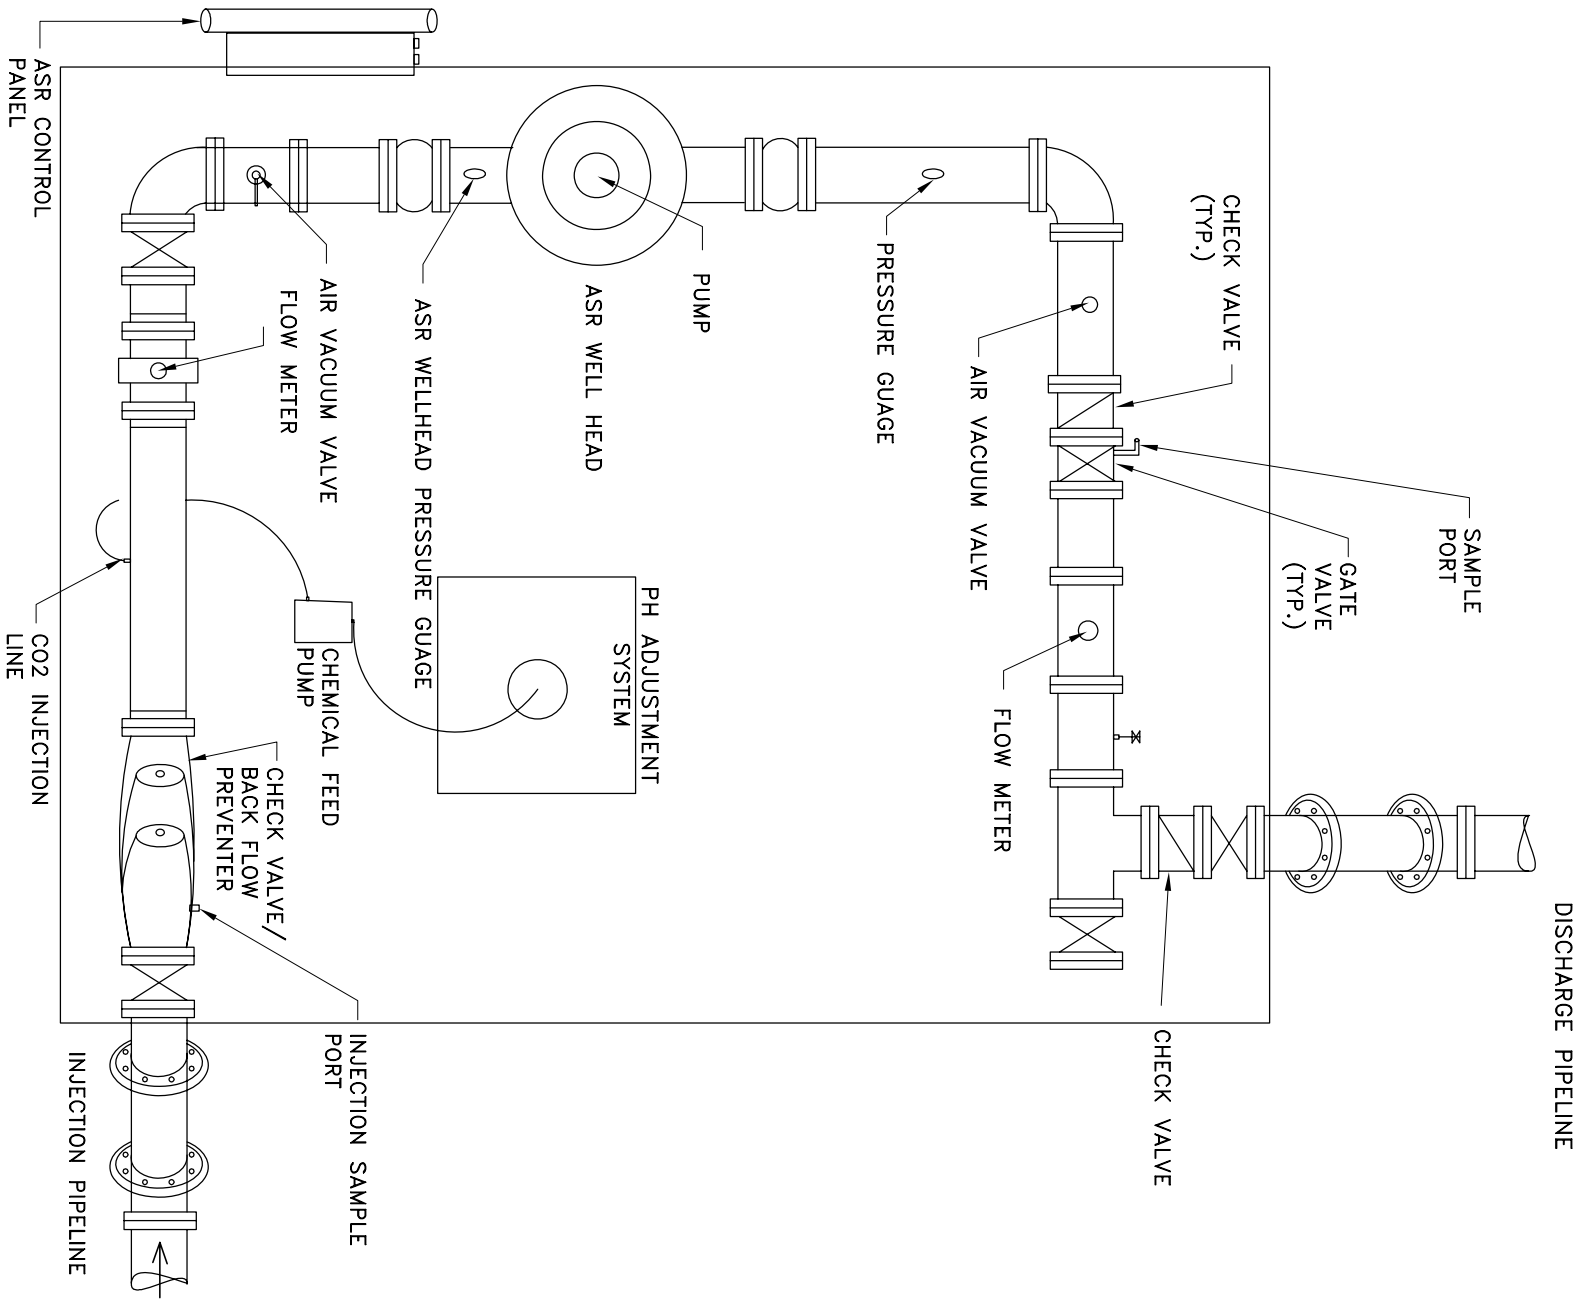 DISCHARGE PIPELINE
SAMPLE
PORT
GATE
VALVE
(TYP.)
CHECK VALVE
(TYP.)
CHECK VALVE
FLOW METER
AIR VACUUM VALVE
PRESSURE GUAGE
PUMP
ASR WELL HEAD
PH ADJUSTMENT
SYSTEM
ASR WELLHEAD PRESSURE GUAGE
AIR VACUUM VALVE
FLOW METER
CHEMICAL FEED
PUMP
INJECTION SAMPLE
PORT
CHECK VALVE/
BACK FLOW
PREVENTER
INJECTION PIPELINE
ASR CONTROL
PANEL
CO2 INJECTION
LINE